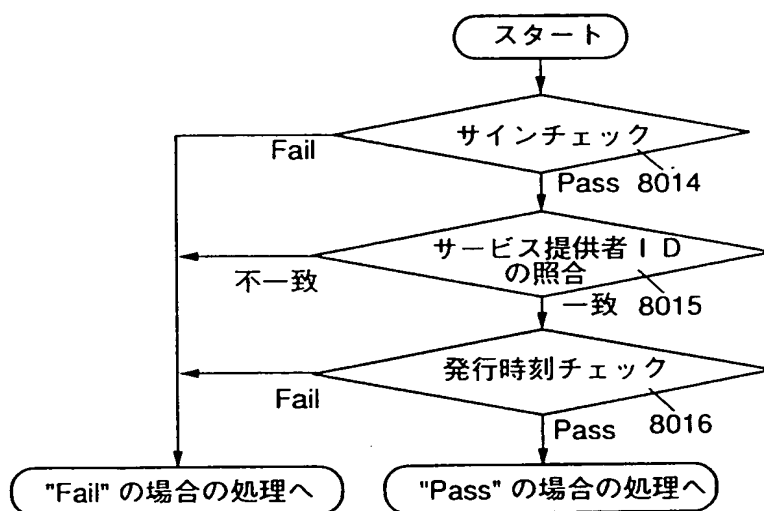 スタート
サインチェック
Fail
Pass 8014
サービス提供者ID
の照合
不一致
一致 8015
発行時刻チェック
Fail
8016
Pass
"Fail" の場合の処理へ
"Pass" の場合の処理へ